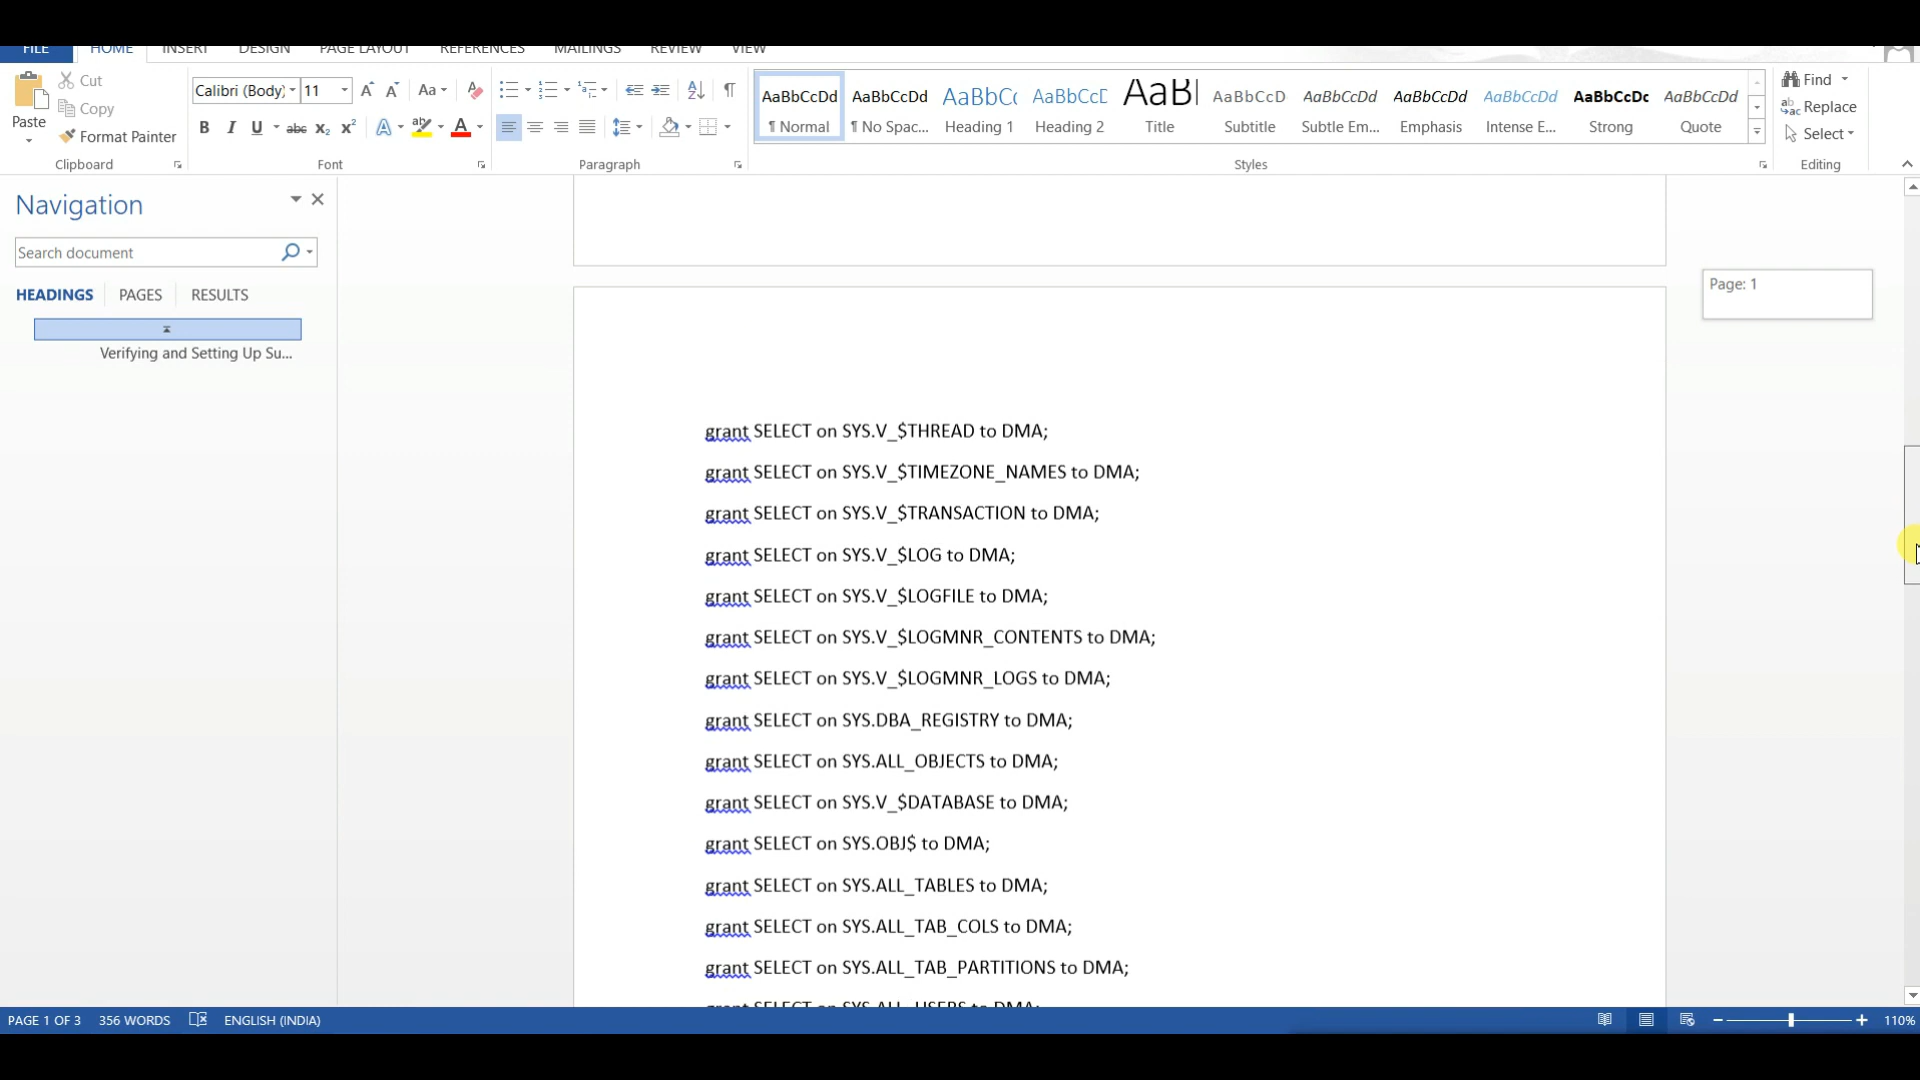 FILE HOME INSERT DESIGN PAGE LAYOUT REFERENCES MAILINGS REVIEW VIEW
Paste
Cut
Copy
Format Painter
Clipboard
Calibri (Body) 11
Font
Paragraph
AaBbCcDd AaBbCcDd AaBbCc AaBbCcD AaB AaBbCcD AaBbCcDd AaBbCcDd AaBbCcDd AaBbCcDc AaBbCcDd
¶ Normal ¶ No Spac... Heading 1 Heading 2 Title Subtitle Subtle Em... Emphasis Intense E... Strong Quote
Styles
Find
Replace
Select
Editing
Navigation
Search document
HEADINGS PAGES RESULTS
Verifying and Setting Up Su...
Page: 1
grant SELECT on SYS.V_$THREAD to DMA;
grant SELECT on SYS.V_$TIMEZONE_NAMES to DMA;
grant SELECT on SYS.V_$TRANSACTION to DMA;
grant SELECT on SYS.V_$LOG to DMA;
grant SELECT on SYS.V_$LOGFILE to DMA;
grant SELECT on SYS.V_$LOGMNR_CONTENTS to DMA;
grant SELECT on SYS.V_$LOGMNR_LOGS to DMA;
grant SELECT on SYS.DBA_REGISTRY to DMA;
grant SELECT on SYS.ALL_OBJECTS to DMA;
grant SELECT on SYS.V_$DATABASE to DMA;
grant SELECT on SYS.OBJ$ to DMA;
grant SELECT on SYS.ALL_TABLES to DMA;
grant SELECT on SYS.ALL_TAB_COLS to DMA;
grant SELECT on SYS.ALL_TAB_PARTITIONS to DMA;
grant SELECT on SYS.ALL_USERS to DMA;
PAGE 1 OF 3 356 WORDS ENGLISH (INDIA) 110%